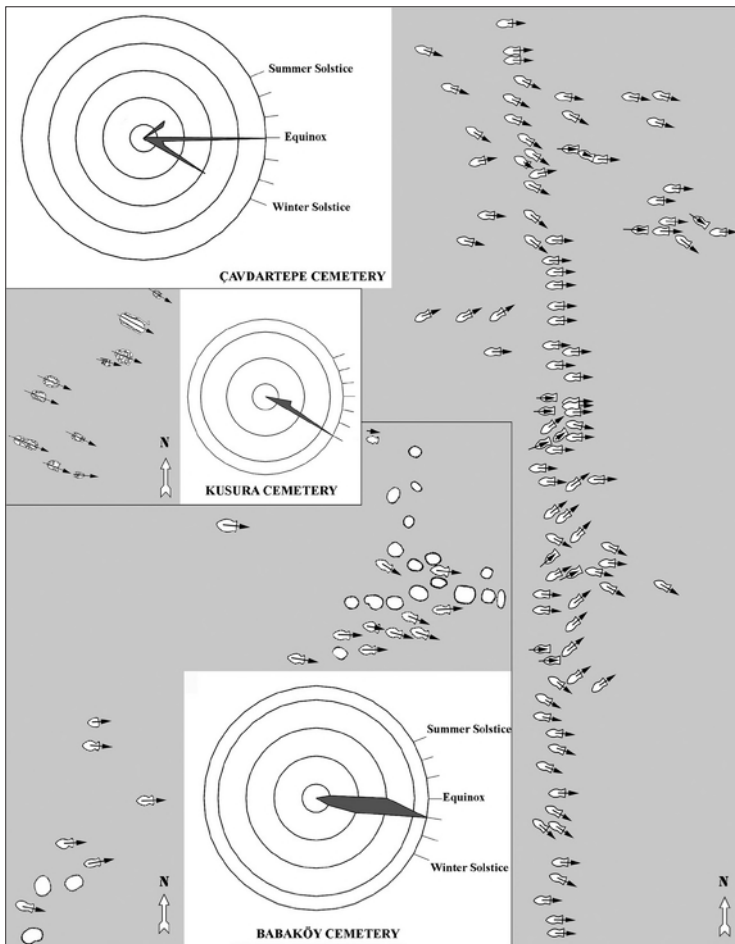 Summer Solstice
Equinox
Winter Solstice
ÇAVDARTEPE CEMETERY
N
KUSURA CEMETERY
Summer Solstice
Equinox
Winter Solstice
N
BABAKÖY CEMETERY
N